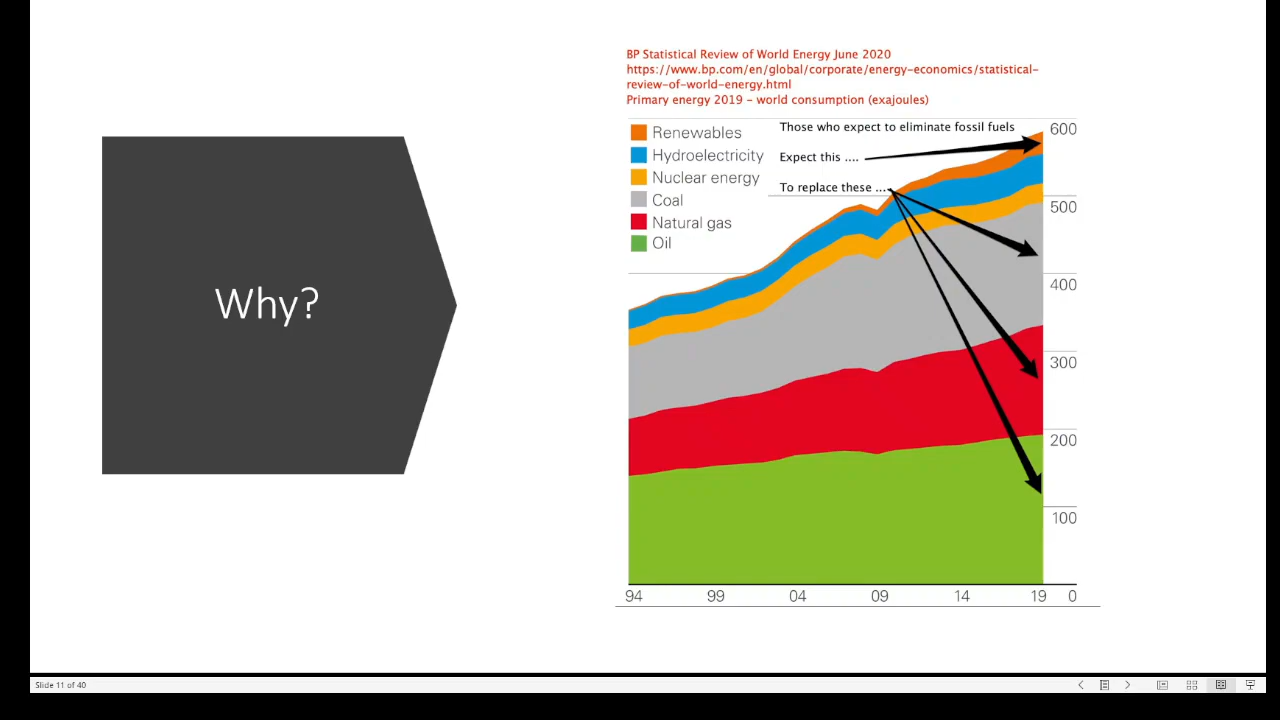 Why?
BP Statistical Review of World Energy June 2020
https://www.bp.com/en/global/corporate/energy-economics/statistical-
review-of-world-energy.html
Primary energy 2019 - world consumption (exajoules)
Renewables
Hydroelectricity
Nuclear energy
Coal
Natural gas
Oil
Those who expect to eliminate fossil fuels
Expect this ....
To replace these ...
600
500
400
300
200
100
94 99 04 09 14 19 0
Slide 11 of 40